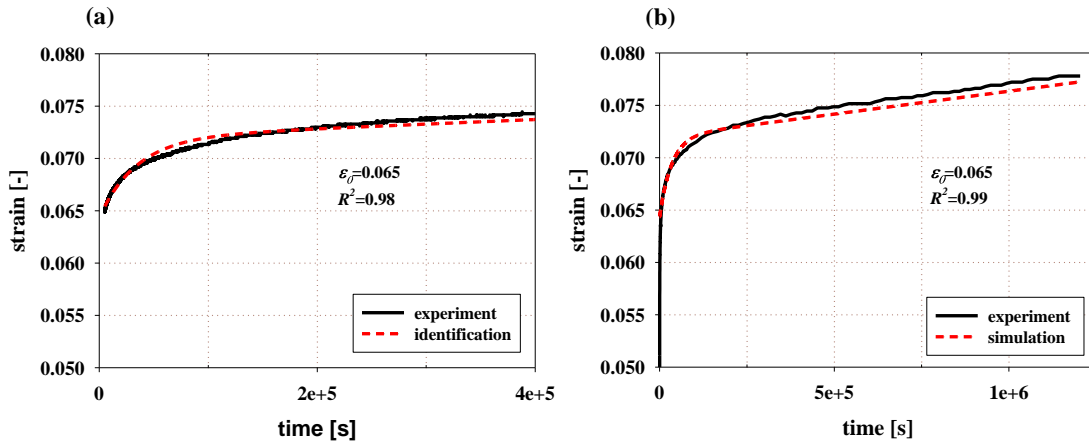 (a)
0.080
0.075
0.070
0.065
0.060
0.055
0.050
strain [-]
ε0=0.065
R2=0.98
experiment
identification
0
2e+5
4e+5
time [s]
(b)
0.080
0.075
0.070
0.065
0.060
0.055
0.050
strain [-]
ε0=0.065
R2=0.99
experiment
simulation
0
5e+5
1e+6
time [s]